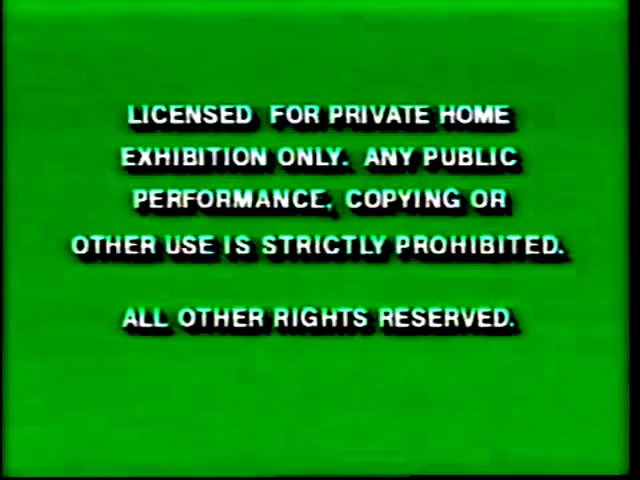 LICENSED FOR PRIVATE HOME
EXHIBITION ONLY. ANY PUBLIC
PERFORMANCE, COPYING OR
OTHER USE IS STRICTLY PROHIBITED.
ALL OTHER RIGHTS RESERVED.